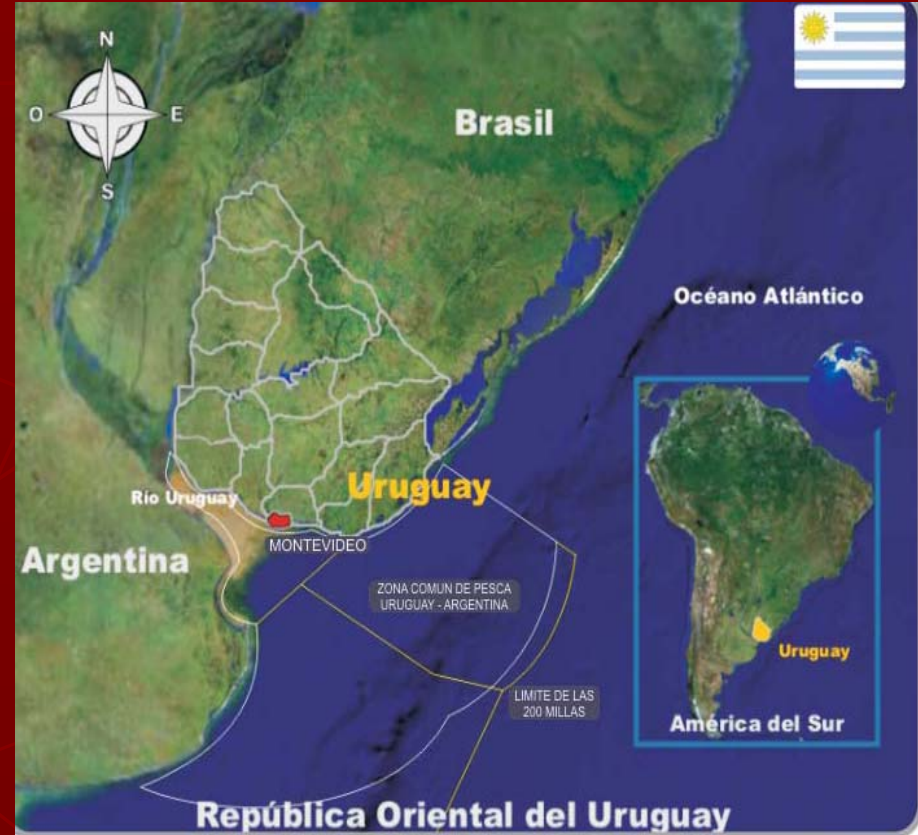 N
O
E
S
Brasil
Océano Atlántico
Río Uruguay
Uruguay
MONTEVIDEO
Argentina
ZONA COMUN DE PESCA
URUGUAY - ARGENTINA
LIMITE DE LAS
200 MILLAS
Uruguay
América del Sur
República Oriental del Uruguay